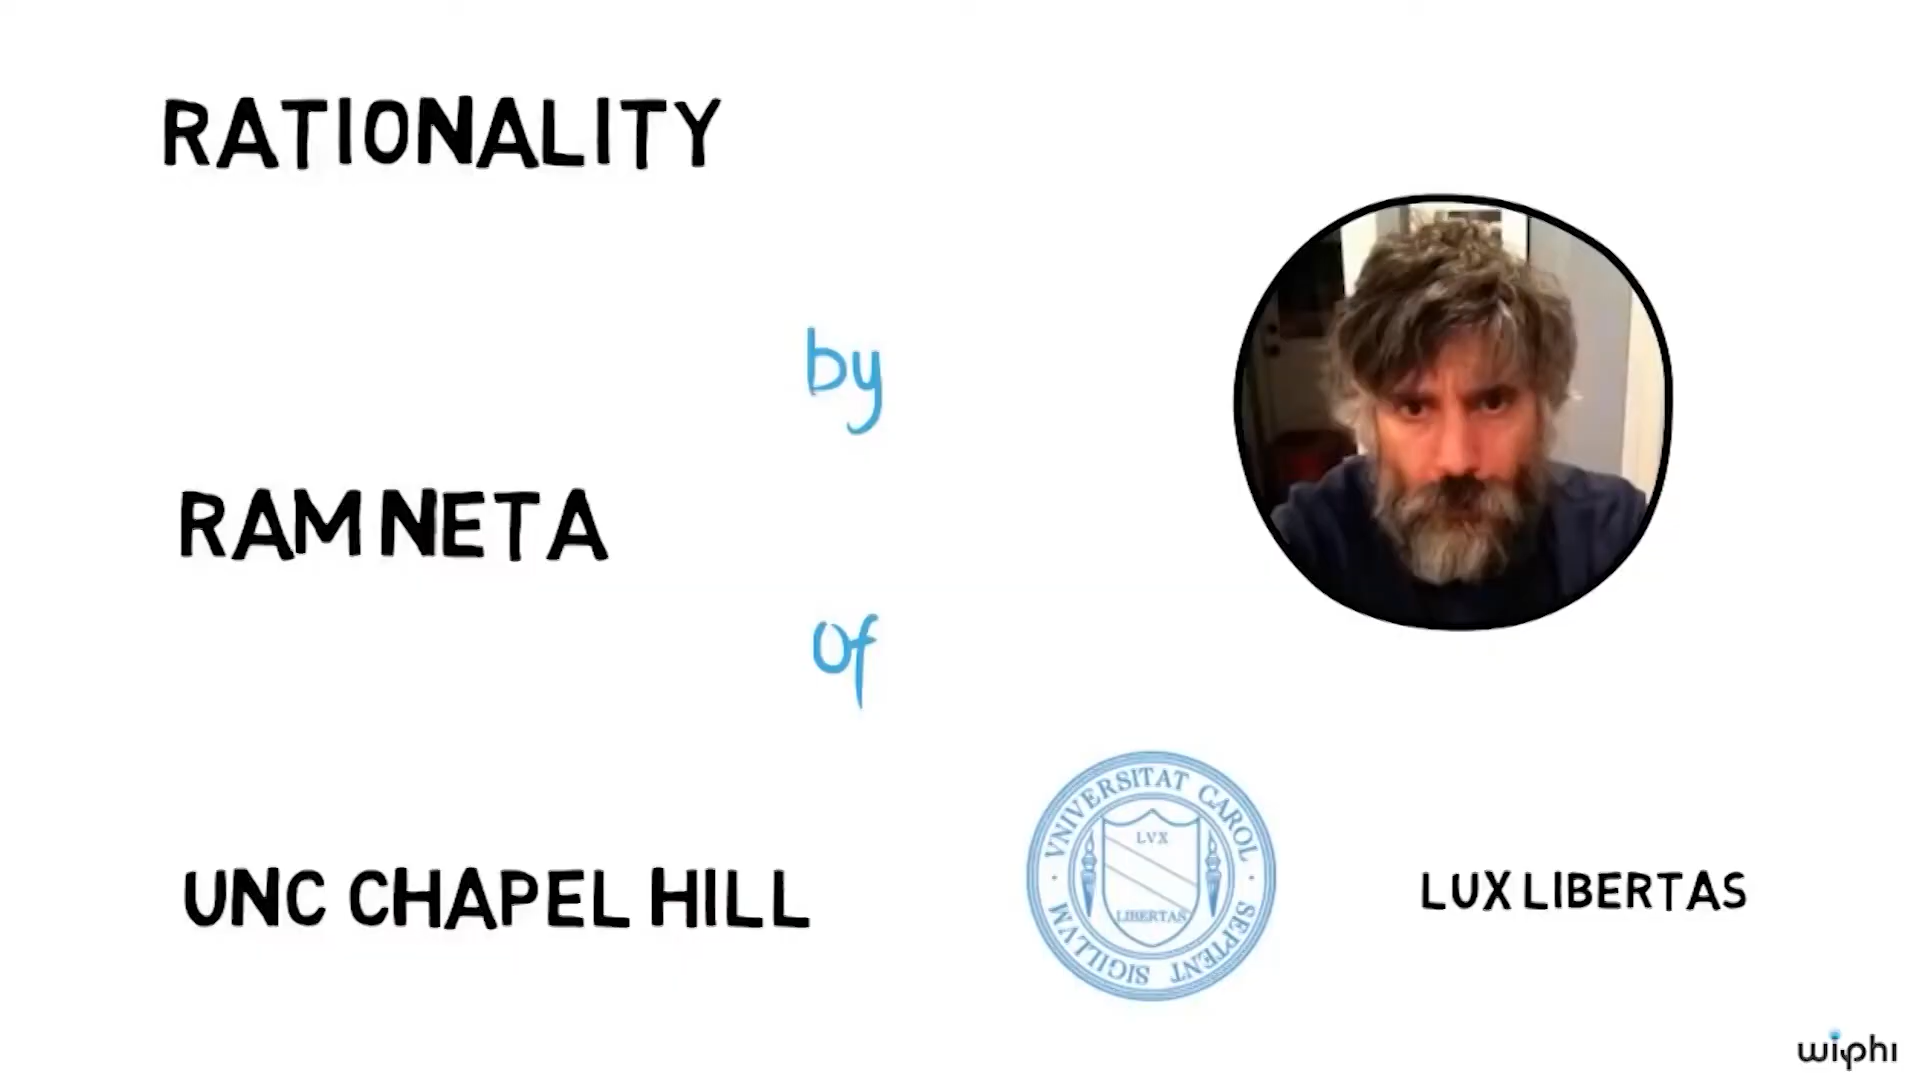 RATIONALITY
by
RAM NETA
of
UNC CHAPEL HILL
VNIVERSITAT CAROL SEPTENT SIGILLVM
LVX
LIBERTAS
LUX LIBERTAS
wiphi